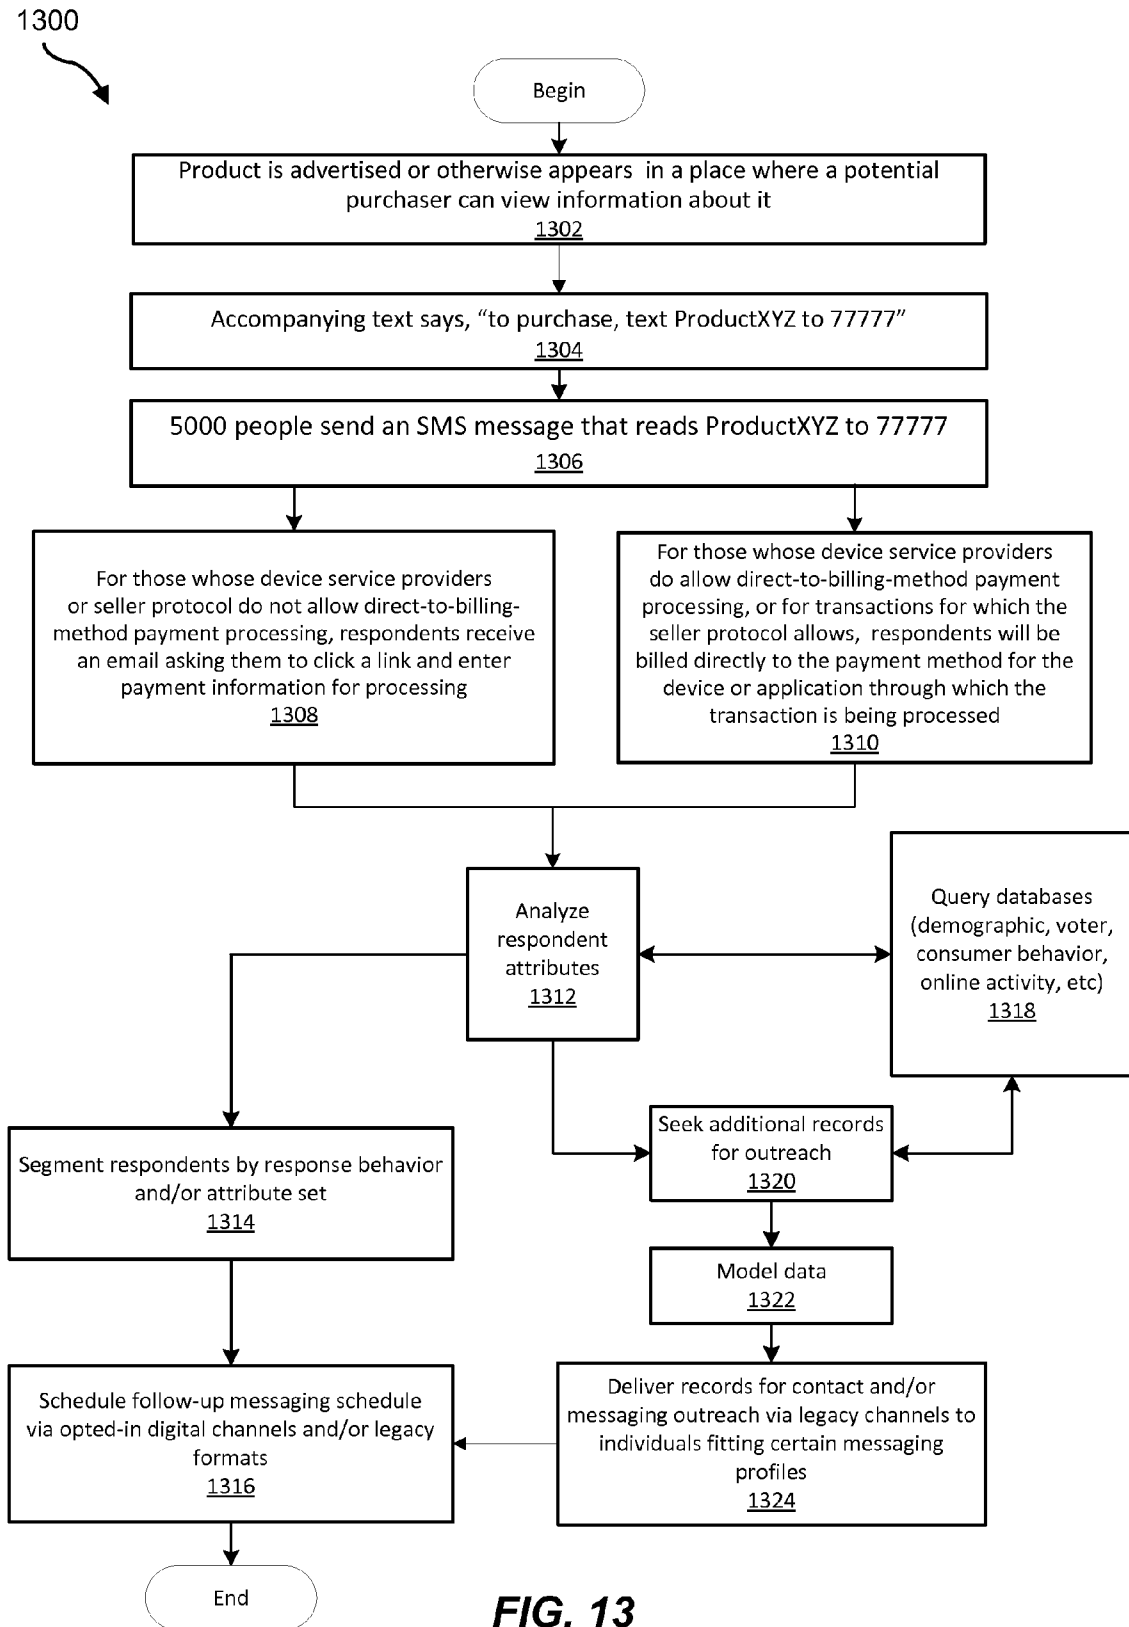 1300
Begin
Product is advertised or otherwise appears in a place where a potential
purchaser can view information about it
1302
Accompanying text says, “to purchase, text ProductXYZ to 77777”
1304
5000 people send an SMS message that reads ProductXYZ to 77777
1306
For those whose device service providers
or seller protocol do not allow direct-to-billing-
method payment processing, respondents receive
an email asking them to click a link and enter
payment information for processing
1308
For those whose device service providers
do allow direct-to-billing-method payment
processing, or for transactions for which the
seller protocol allows, respondents will be
billed directly to the payment method for the
device or application through which the
transaction is being processed
1310
Analyze
respondent
attributes
1312
Query databases
(demographic, voter,
consumer behavior,
online activity, etc)
1318
Seek additional records
for outreach
1320
Segment respondents by response behavior
and/or attribute set
1314
Model data
1322
Schedule follow-up messaging schedule
via opted-in digital channels and/or legacy
formats
1316
Deliver records for contact and/or
messaging outreach via legacy channels to
individuals fitting certain messaging
profiles
1324
End
FIG. 13